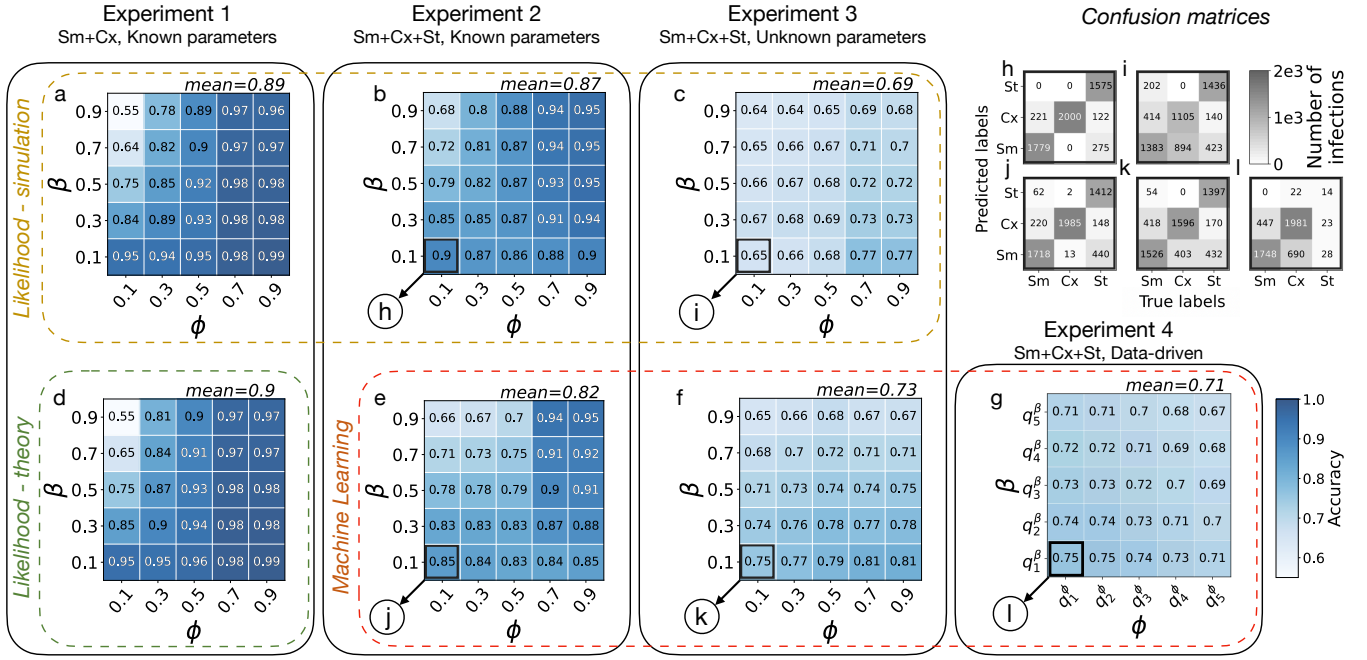 Experiment 1
Sm+Cx, Known parameters
Experiment 2
Sm+Cx+St, Known parameters
Experiment 3
Sm+Cx+St, Unknown parameters
Confusion matrices
Likelihood - simulation
a
mean=0.89
β
0.9 0.55 0.78 0.89 0.97 0.96
0.7 0.64 0.82 0.9 0.97 0.97
0.5 0.75 0.85 0.92 0.98 0.98
0.3 0.84 0.89 0.93 0.98 0.98
0.1 0.95 0.94 0.95 0.98 0.99
0.1 0.3 0.5 0.7 0.9
ϕ
b
mean=0.87
β
0.9 0.68 0.8 0.88 0.94 0.95
0.7 0.72 0.81 0.87 0.94 0.95
0.5 0.79 0.82 0.87 0.93 0.95
0.3 0.85 0.85 0.87 0.91 0.94
0.1 0.9 0.87 0.86 0.88 0.9
0.1 0.3 0.5 0.7 0.9
ϕ
h
c
mean=0.69
β
0.9 0.64 0.64 0.65 0.69 0.68
0.7 0.65 0.66 0.67 0.71 0.7
0.5 0.66 0.67 0.68 0.72 0.72
0.3 0.67 0.68 0.69 0.73 0.73
0.1 0.65 0.66 0.68 0.77 0.77
0.1 0.3 0.5 0.7 0.9
ϕ
i
Predicted labels
h
St 0 0 1575
Cx 221 2000 122
Sm 1779 0 275
i
202 0 1436
414 1105 140
1383 894 423
2e3
1e3
0
Number of
infections
j
St 62 2 1412
Cx 220 1985 148
Sm 1718 13 440
Sm Cx St
k
54 0 1397
418 1596 170
1526 403 432
Sm Cx St
l
0 22 14
447 1981 23
1748 690 28
Sm Cx St
True labels
Likelihood - theory
d
mean=0.9
β
0.9 0.55 0.81 0.9 0.97 0.97
0.7 0.65 0.84 0.91 0.97 0.97
0.5 0.75 0.87 0.93 0.98 0.98
0.3 0.85 0.9 0.94 0.98 0.98
0.1 0.95 0.95 0.96 0.98 0.99
0.1 0.3 0.5 0.7 0.9
ϕ
Machine Learning
e
mean=0.82
β
0.9 0.66 0.67 0.7 0.94 0.95
0.7 0.71 0.73 0.75 0.91 0.92
0.5 0.78 0.78 0.79 0.9 0.91
0.3 0.83 0.83 0.83 0.87 0.88
0.1 0.85 0.84 0.83 0.84 0.85
0.1 0.3 0.5 0.7 0.9
ϕ
j
f
mean=0.73
β
0.9 0.65 0.66 0.68 0.67 0.67
0.7 0.68 0.7 0.72 0.71 0.71
0.5 0.71 0.73 0.74 0.74 0.75
0.3 0.74 0.76 0.78 0.77 0.78
0.1 0.75 0.77 0.79 0.81 0.81
0.1 0.3 0.5 0.7 0.9
ϕ
k
Experiment 4
Sm+Cx+St, Data-driven
g
mean=0.71
β
q₅^β 0.71 0.71 0.7 0.68 0.67
q₄^β 0.72 0.72 0.71 0.69 0.68
q₃^β 0.73 0.73 0.72 0.7 0.69
q₂^β 0.74 0.74 0.73 0.71 0.7
q₁^β 0.75 0.75 0.74 0.73 0.71
q₁^ϕ q₂^ϕ q₃^ϕ q₄^ϕ q₅^ϕ
ϕ
l
1.0
0.9
0.8
0.7
0.6
Accuracy